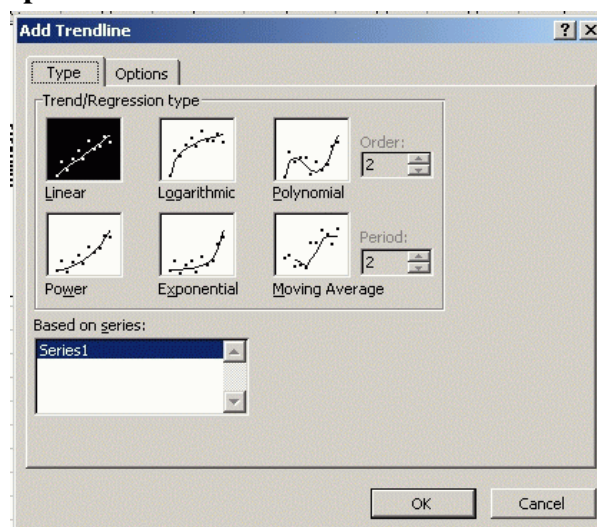 Add Trendline
Type Options
Trend/Regression type
Linear Logarithmic Polynomial
Order:
2
Power Exponential Moving Average
Period:
2
Based on series:
Series1
OK Cancel